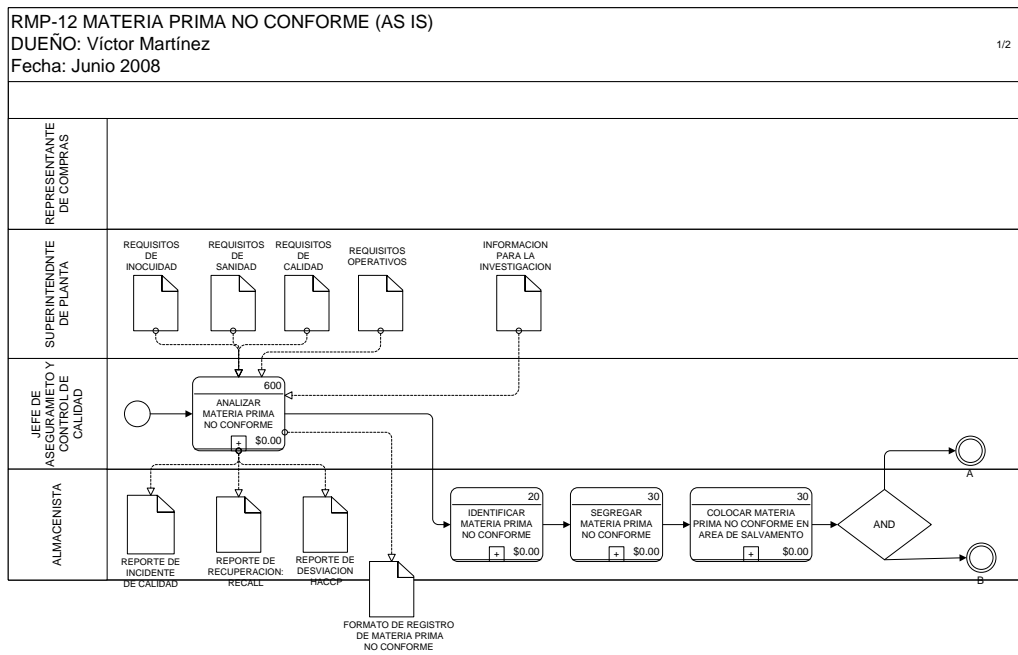 RMP-12 MATERIA PRIMA NO CONFORME (AS IS)
DUEÑO: Víctor Martínez
1/2
Fecha: Junio 2008
REPRESENTANTE
DE COMPRAS
SUPERINTENDNTE
DE PLANTA
REQUISITOS
DE
INOCUIDAD
REQUISITOS
DE
SANIDAD
REQUISITOS
DE
CALIDAD
REQUISITOS
OPERATIVOS
INFORMACION
PARA LA
INVESTIGACION
JEFE DE
ASEGURAMIETO Y
CONTROL DE
CALIDAD
600
ANALIZAR
MATERIA PRIMA
NO CONFORME
+
$0.00
A
ALMACENISTA
20
IDENTIFICAR
MATERIA PRIMA
NO CONFORME
+
$0.00
30
SEGREGAR
MATERIA PRIMA
NO CONFORME
+
$0.00
30
COLOCAR MATERIA
PRIMA NO CONFORME EN
AREA DE SALVAMENTO
+
$0.00
AND
B
REPORTE DE
INCIDENTE
DE CALIDAD
REPORTE DE
RECUPERACION:
RECALL
REPORTE DE
DESVIACION
HACCP
FORMATO DE REGISTRO
DE MATERIA PRIMA
NO CONFORME